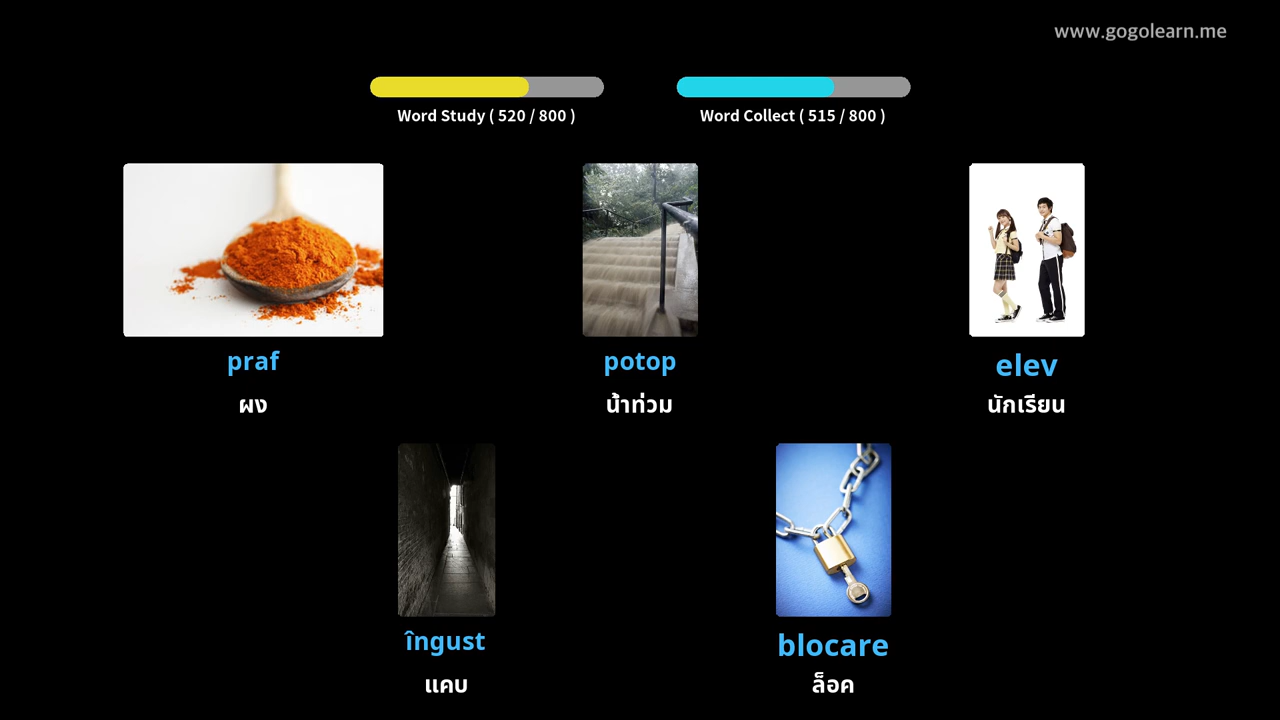 www.gogolearn.me
Word Study ( 520 / 800 )
Word Collect ( 515 / 800 )
praf
potop
elev
ผง
น้ำท่วม
นักเรียน
îngust
blocare
แคบ
ล็อค